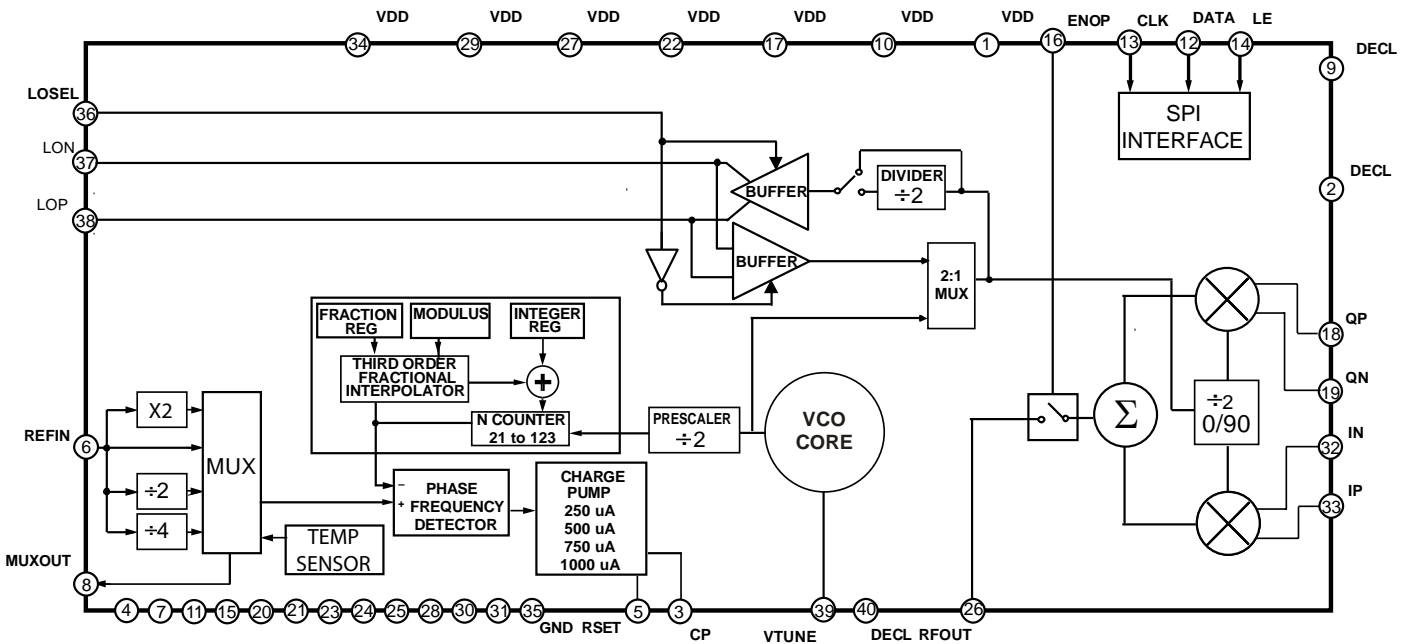 VDD VDD VDD VDD VDD VDD VDD
34 29 27 22 17 10 1
ENOP CLK DATA LE
16 13 12 14
DECL
9
LOSEL
36
LON
37
LOP
38
SPI
INTERFACE
DECL
2
BUFFER
DIVIDER
÷2
BUFFER
2:1
MUX
FRACTION
REG
MODULUS
INTEGER
REG
THIRD ORDER
FRACTIONAL
INTERPOLATOR
+
N COUNTER
21 to 123
PRESCALER
÷2
VCO
CORE
QP
18
QN
19
IN
32
IP
33
Σ
÷2
0/90
REFIN
6
X2
÷2
÷4
MUX
TEMP
SENSOR
−
+
PHASE
FREQUENCY
DETECTOR
CHARGE
PUMP
250 uA
500 uA
750 uA
1000 uA
MUXOUT
8
4 7 11 15 20 21 23 24 25 28 30 31 35 5 3 39 40 26
GND RSET CP VTUNE DECL RFOUT